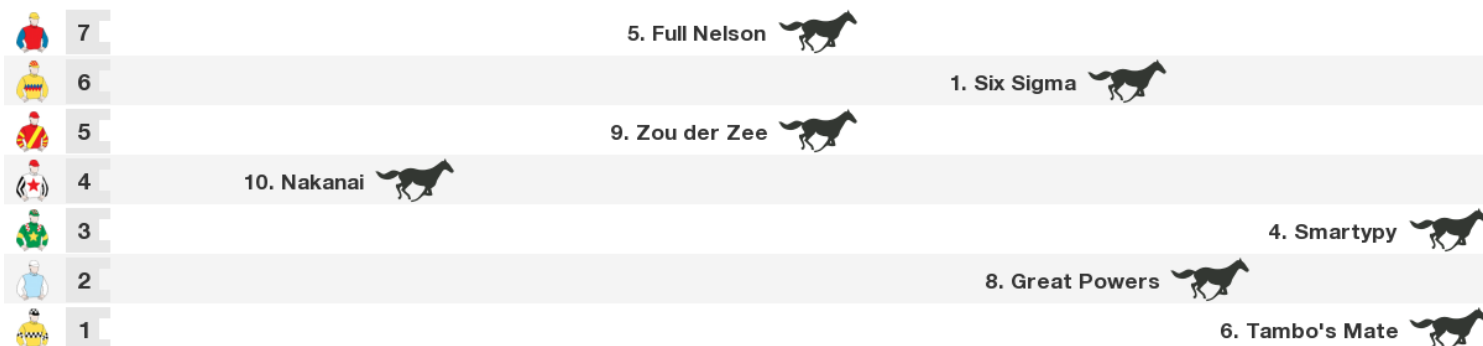 7 5. Full Nelson
6 1. Six Sigma
5 9. Zou der Zee
4 10. Nakanai
3 4. Smartypy
2 8. Great Powers
1 6. Tambo's Mate